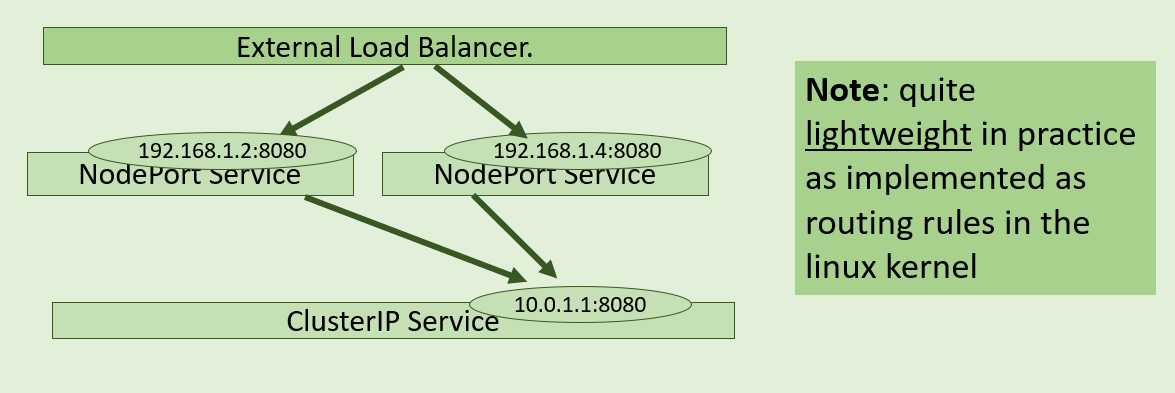 External Load Balancer.
192.168.1.2:8080
NodePort Service
192.168.1.4:8080
NodePort Service
10.0.1.1:8080
ClusterIP Service
Note: quite
lightweight in practice
as implemented as
routing rules in the
linux kernel